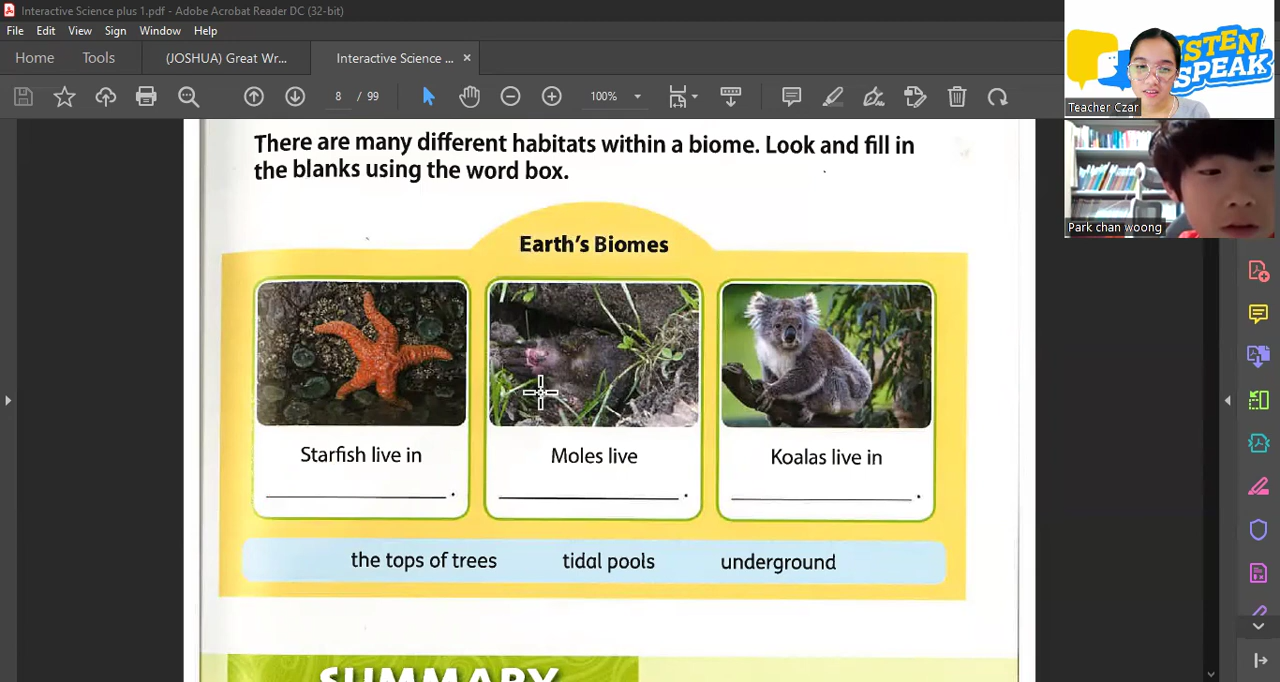 Interactive Science plus 1.pdf - Adobe Acrobat Reader DC (32-bit)
File Edit View Sign Window Help
Home Tools (JOSHUA) Great Wr... Interactive Science ... ×
8 / 99 100%
LISTEN
SPEAK
Teacher Czar
Park chan woong
There are many different habitats within a biome. Look and fill in
the blanks using the word box.
Earth's Biomes
Starfish live in
.
Moles live
.
Koalas live in
.
the tops of trees tidal pools underground
SUMMARY